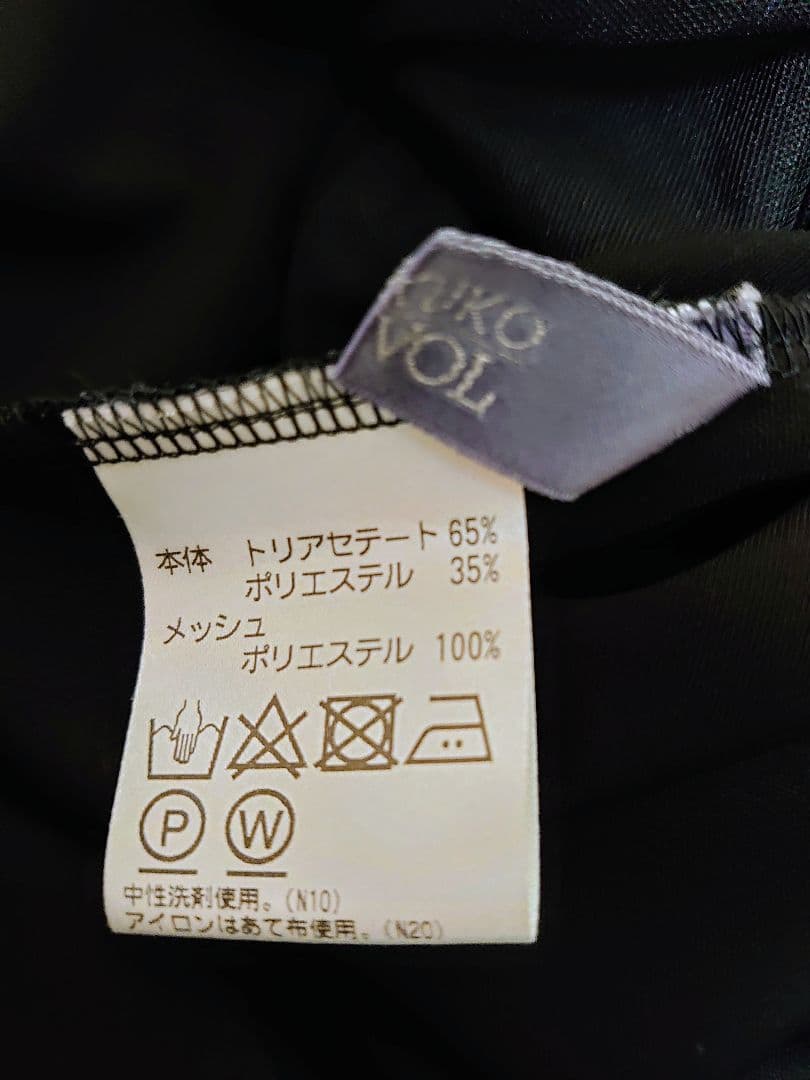 VOL
本体 トリアセテート 65%
ポリエステル 35%
メッシュ
ポリエステル 100%
P W
中性洗剤使用。(N10)
アイロンはあて布使用。(N20)